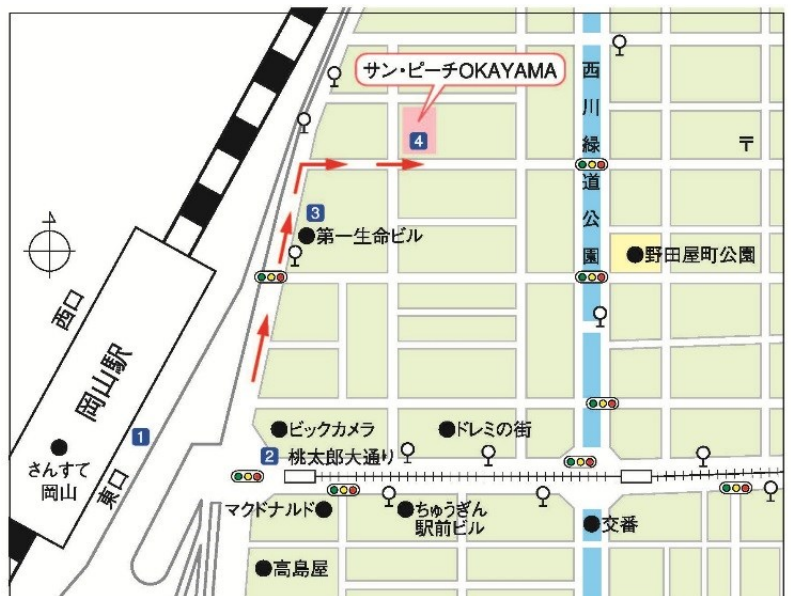 サン・ピーチOKAYAMA
西川緑道公園
〒
4
3
第一生命ビル
野田屋町公園
西口
岡山駅
1
さんすて
岡山
東口
ビックカメラ
ドレミの街
2
桃太郎大通り
マクドナルド
ちゅうぎん
駅前ビル
交番
高島屋